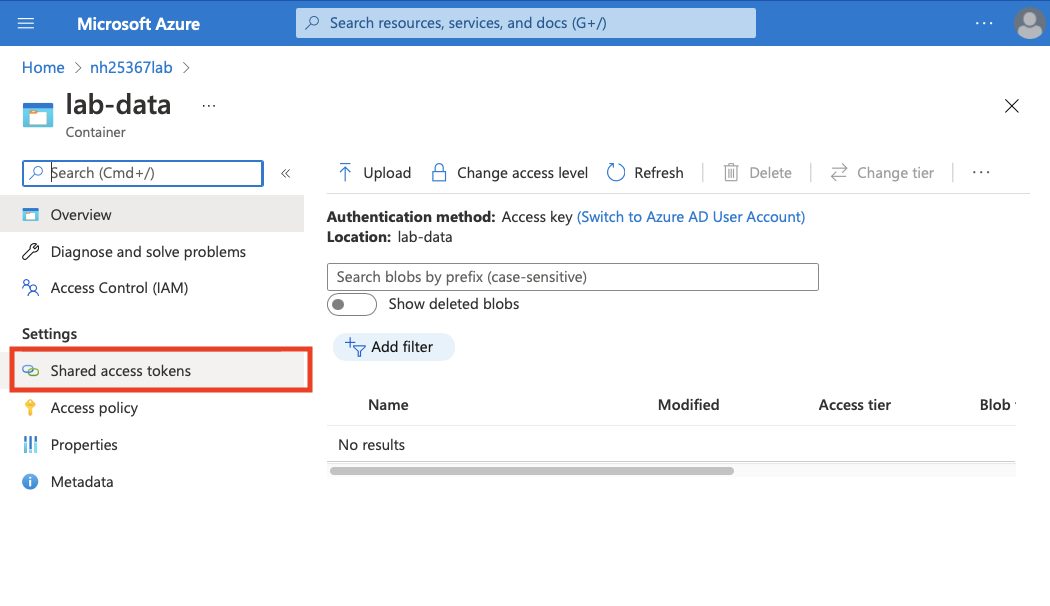 Microsoft Azure
Search resources, services, and docs (G+/)
Home > nh25367lab >
lab-data ...
Container
Search (Cmd+/)
«
Upload Change access level Refresh Delete Change tier ...
Overview
Diagnose and solve problems
Access Control (IAM)
Settings
Shared access tokens
Access policy
Properties
Metadata
Authentication method: Access key (Switch to Azure AD User Account)
Location: lab-data
Search blobs by prefix (case-sensitive)
Show deleted blobs
Add filter
Name Modified Access tier Blob
No results